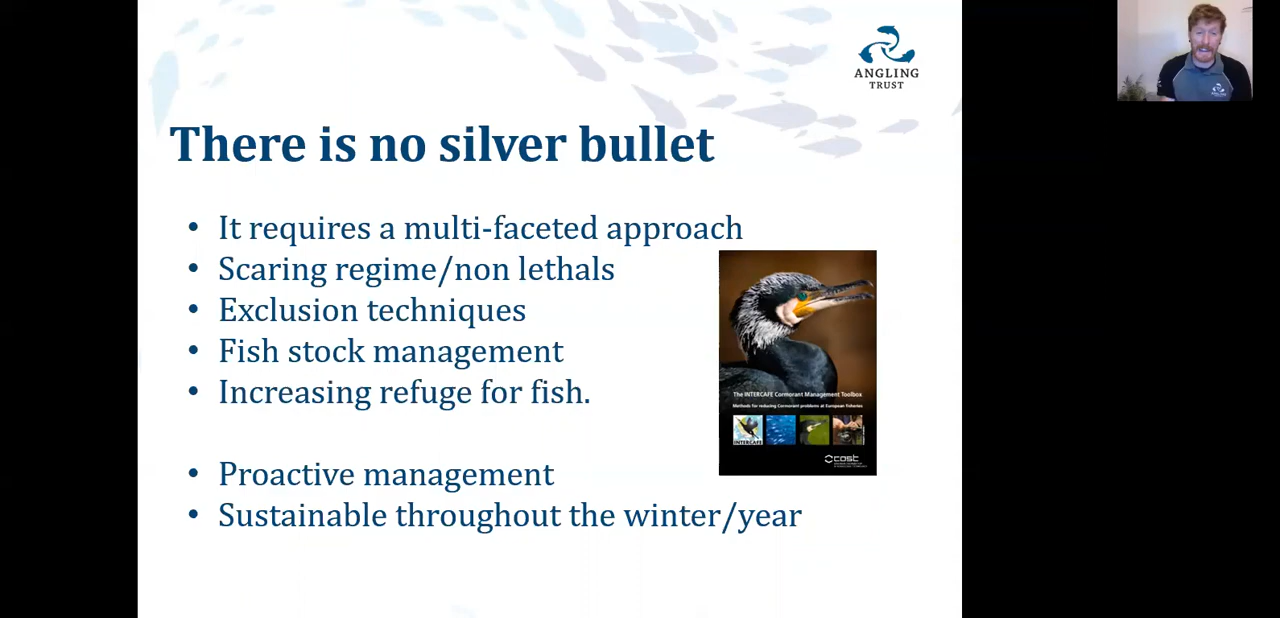 ANGLING
TRUST
There is no silver bullet
• It requires a multi-faceted approach
• Scaring regime/non lethals
• Exclusion techniques
• Fish stock management
• Increasing refuge for fish.
• Proactive management
• Sustainable throughout the winter/year
The INTERCAFE Cormorant Management Toolbox
Methods for reducing Cormorant problems at European fisheries
INTERCAFE
cost